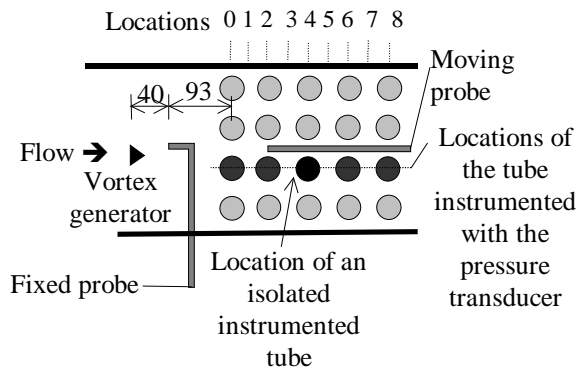 Locations 0 1 2 3 4 5 6 7 8
Moving
probe
40 93
Flow
Vortex
generator
Locations of
the tube
instrumented
with the
pressure
transducer
Fixed probe
Location of an
isolated
instrumented
tube